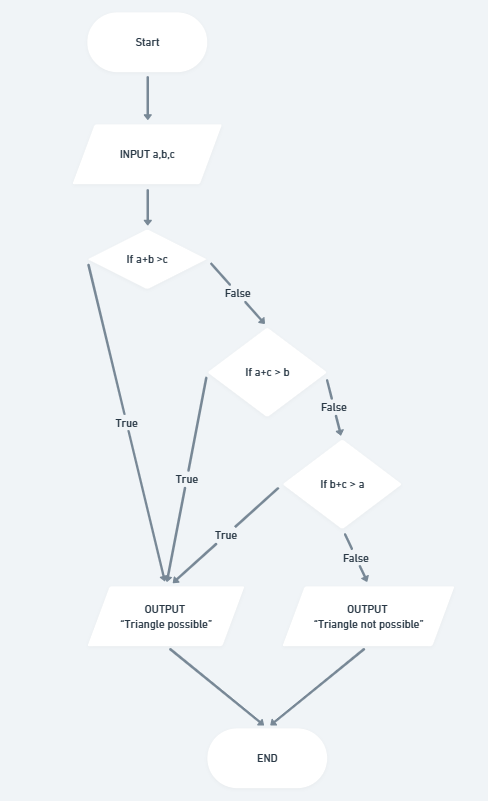 Start
INPUT a,b,c
If a+b >c
False
If a+c > b
False
True
True
If b+c > a
True
False
OUTPUT
“Triangle possible”
OUTPUT
“Triangle not possible”
END